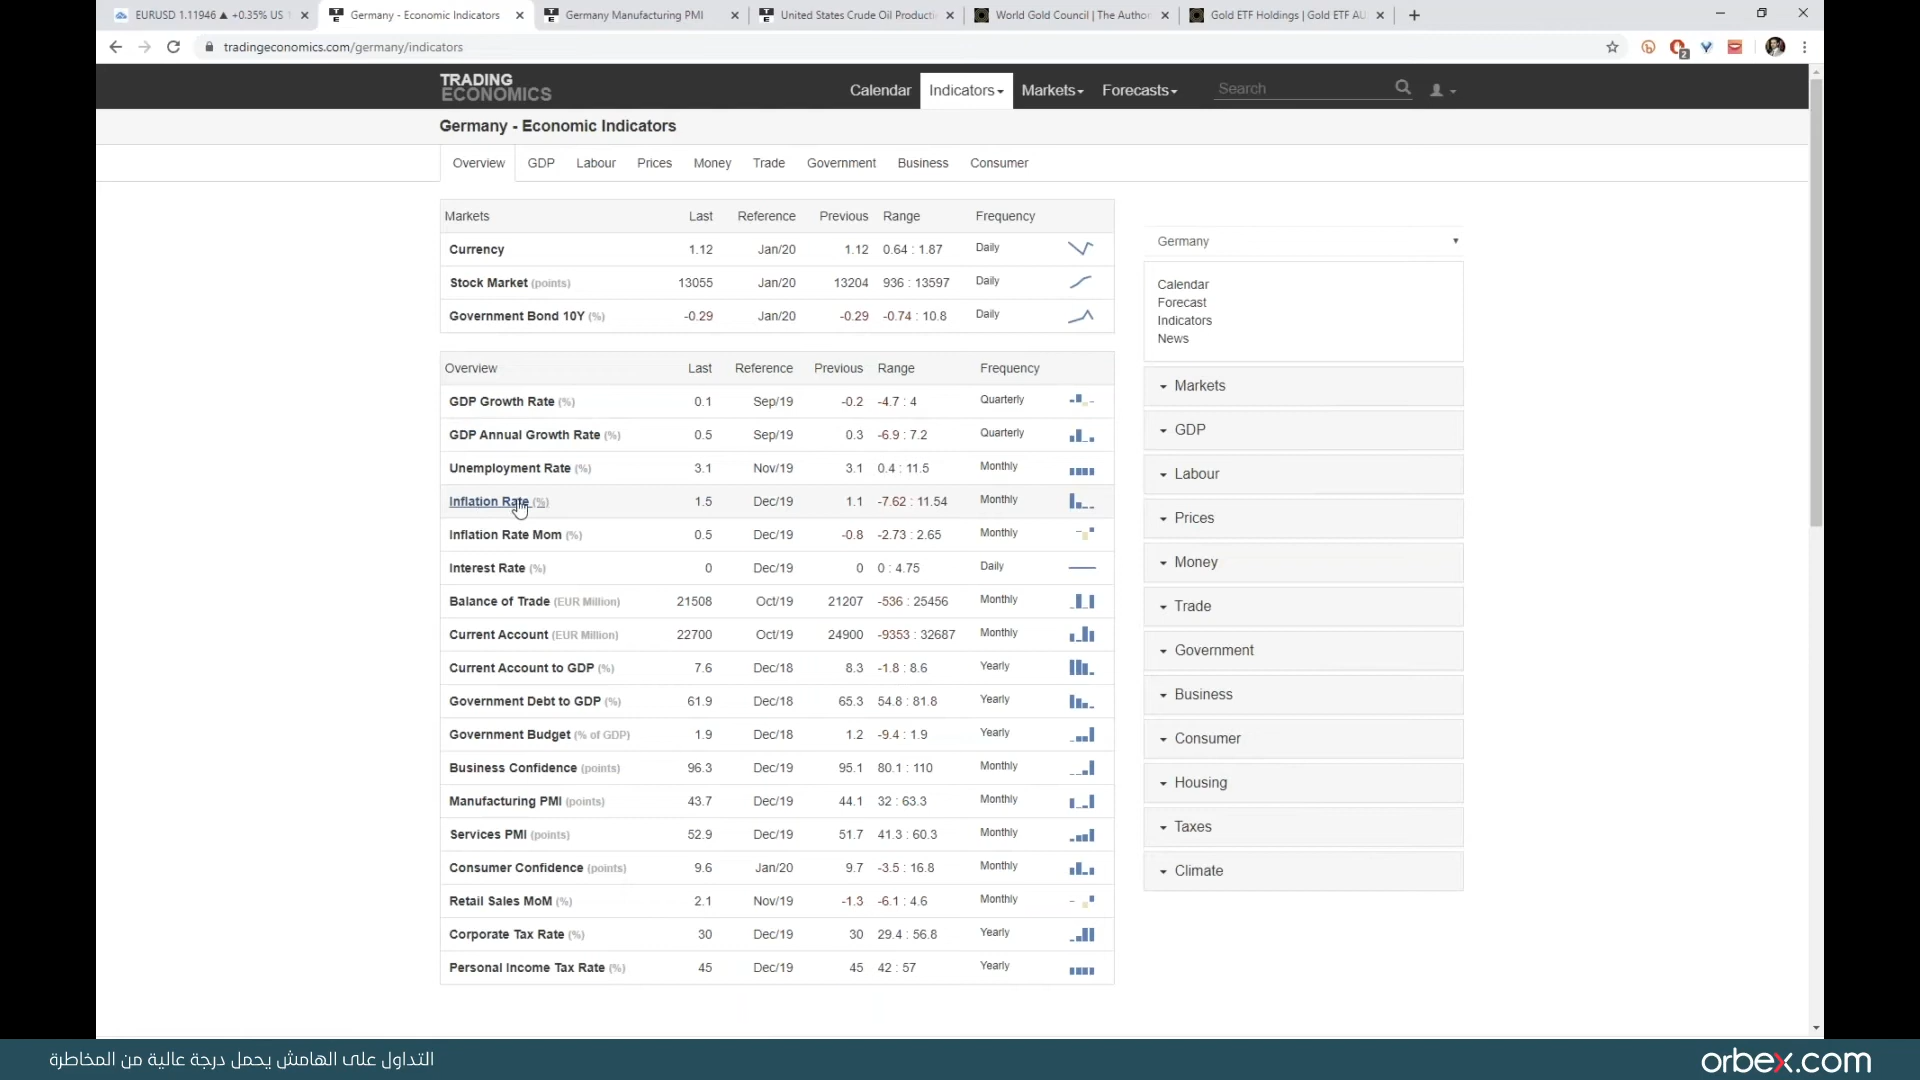 EURUSD 1.11946 ▲ +0.35% US
Germany - Economic Indicators
Germany Manufacturing PMI
United States Crude Oil Producti
World Gold Council | The Author
Gold ETF Holdings | Gold ETF AU
tradingeconomics.com/germany/indicators
2
TRADING
ECONOMICS
Calendar Indicators Markets Forecasts Search
Germany - Economic Indicators
Overview GDP Labour Prices Money Trade Government Business Consumer
Markets Last Reference Previous Range Frequency
Currency 1.12 Jan/20 1.12 0.64 : 1.87 Daily
Stock Market (points) 13055 Jan/20 13204 936 : 13597 Daily
Government Bond 10Y (%) -0.29 Jan/20 -0.29 -0.74 : 10.8 Daily
Overview Last Reference Previous Range Frequency
GDP Growth Rate (%) 0.1 Sep/19 -0.2 -4.7 : 4 Quarterly
GDP Annual Growth Rate (%) 0.5 Sep/19 0.3 -6.9 : 7.2 Quarterly
Unemployment Rate (%) 3.1 Nov/19 3.1 0.4 : 11.5 Monthly
Inflation Rate (%) 1.5 Dec/19 1.1 -7.62 : 11.54 Monthly
Inflation Rate Mom (%) 0.5 Dec/19 -0.8 -2.73 : 2.65 Monthly
Interest Rate (%) 0 Dec/19 0 0 : 4.75 Daily
Balance of Trade (EUR Million) 21508 Oct/19 21207 -536 : 25456 Monthly
Current Account (EUR Million) 22700 Oct/19 24900 -9353 : 32687 Monthly
Current Account to GDP (%) 7.6 Dec/18 8.3 -1.8 : 8.6 Yearly
Government Debt to GDP (%) 61.9 Dec/18 65.3 54.8 : 81.8 Yearly
Government Budget (% of GDP) 1.9 Dec/18 1.2 -9.4 : 1.9 Yearly
Business Confidence (points) 96.3 Dec/19 95.1 80.1 : 110 Monthly
Manufacturing PMI (points) 43.7 Dec/19 44.1 32 : 63.3 Monthly
Services PMI (points) 52.9 Dec/19 51.7 41.3 : 60.3 Monthly
Consumer Confidence (points) 9.6 Jan/20 9.7 -3.5 : 16.8 Monthly
Retail Sales MoM (%) 2.1 Nov/19 -1.3 -6.1 : 4.6 Monthly
Corporate Tax Rate (%) 30 Dec/19 30 29.4 : 56.8 Yearly
Personal Income Tax Rate (%) 45 Dec/19 45 42 : 57 Yearly
Germany
Calendar
Forecast
Indicators
News
Markets
GDP
Labour
Prices
Money
Trade
Government
Business
Consumer
Housing
Taxes
Climate
التداول على الهامش يحمل درجة عالية من المخاطرة
orbex.com